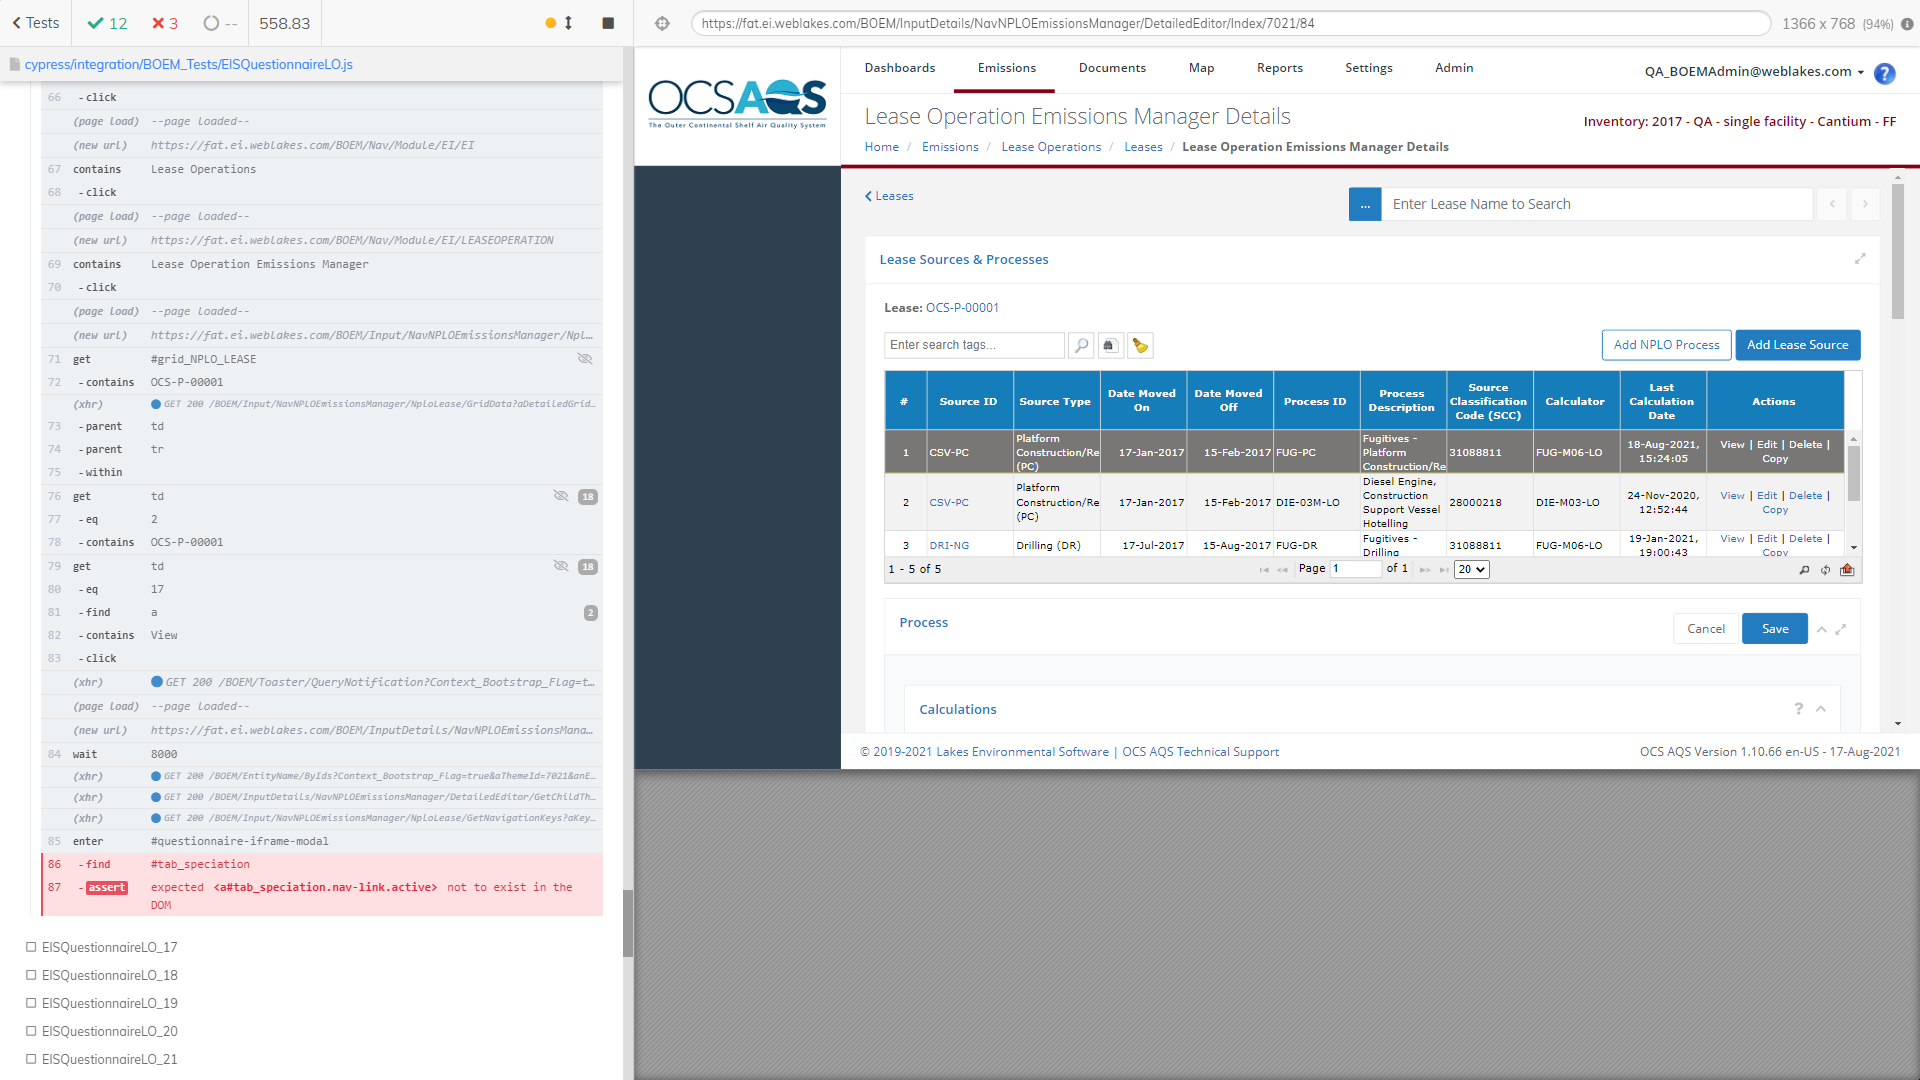 Tests
12
3
--
558.83
cypress/integration/BOEM_Tests/EISQuestionnaireLO.js
66 - click
(page load) --page loaded--
(new url) https://fat.ei.weblakes.com/BOEM/Nav/Module/EI/EI
67 contains Lease Operations
68 - click
(page load) --page loaded--
(new url) https://fat.ei.weblakes.com/BOEM/Nav/Module/EI/LEASEOPERATION
69 contains Lease Operation Emissions Manager
70 - click
(page load) --page loaded--
(new url) https://fat.ei.weblakes.com/BOEM/Input/NavNPLOEmissionsManager/Npl...
71 get #grid_NPLO_LEASE
72 - contains OCS-P-00001
(xhr) GET 200 /BOEM/Input/NavNPLOEmissionsManager/NploLease/GridData?aDetailedGrid...
73 - parent td
74 - parent tr
75 - within
76 get td 18
77 - eq 2
78 - contains OCS-P-00001
79 get td 18
80 - eq 17
81 - find a 2
82 - contains View
83 - click
(xhr) GET 200 /BOEM/Toaster/QueryNotification?Context_Bootstrap_Flag=t...
(page load) --page loaded--
(new url) https://fat.ei.weblakes.com/BOEM/InputDetails/NavNPLOEmissionsMana...
84 wait 8000
(xhr) GET 200 /BOEM/EntityName/ByIds?Context_Bootstrap_Flag=true&aThemeId=7021&anE...
(xhr) GET 200 /BOEM/InputDetails/NavNPLOEmissionsManager/DetailedEditor/GetChildTh...
(xhr) GET 200 /BOEM/Input/NavNPLOEmissionsManager/NploLease/GetNavigationKeys?aKey...
85 enter #questionnaire-iframe-modal
86 - find #tab_speciation
87 - assert expected <a#tab_speciation.nav-link.active> not to exist in the
DOM
EISQuestionnaireLO_17
EISQuestionnaireLO_18
EISQuestionnaireLO_19
EISQuestionnaireLO_20
EISQuestionnaireLO_21
https://fat.ei.weblakes.com/BOEM/InputDetails/NavNPLOEmissionsManager/DetailedEditor/Index/7021/84
1366 x 768 (94%)
OCSAQS
The Outer Continental Shelf Air Quality System
Dashboards Emissions Documents Map Reports Settings Admin
QA_BOEMAdmin@weblakes.com ?
Lease Operation Emissions Manager Details
Inventory: 2017 - QA - single facility - Cantium - FF
Home / Emissions / Lease Operations / Leases / Lease Operation Emissions Manager Details
Leases
... Enter Lease Name to Search
Lease Sources & Processes
Lease: OCS-P-00001
Enter search tags...
Add NPLO Process
Add Lease Source
# Source ID Source Type Date Moved On Date Moved Off Process ID Process Description Source Classification Code (SCC) Calculator Last Calculation Date Actions
1 CSV-PC Platform Construction/Re (PC) 17-Jan-2017 15-Feb-2017 FUG-PC Fugitives - Platform Construction/Re 31088811 FUG-M06-LO 18-Aug-2021, 15:24:05 View | Edit | Delete | Copy
2 CSV-PC Platform Construction/Re (PC) 17-Jan-2017 15-Feb-2017 DIE-03M-LO Diesel Engine, Construction Support Vessel Hotelling 28000218 DIE-M03-LO 24-Nov-2020, 12:52:44 View | Edit | Delete | Copy
3 DRI-NG Drilling (DR) 17-Jul-2017 15-Aug-2017 FUG-DR Fugitives - Drilling 31088811 FUG-M06-LO 19-Jan-2021, 19:00:43 View | Edit | Delete | Copy
1 - 5 of 5
Page 1 of 1 20
Process
Cancel
Save
Calculations
?
© 2019-2021 Lakes Environmental Software | OCS AQS Technical Support
OCS AQS Version 1.10.66 en-US - 17-Aug-2021